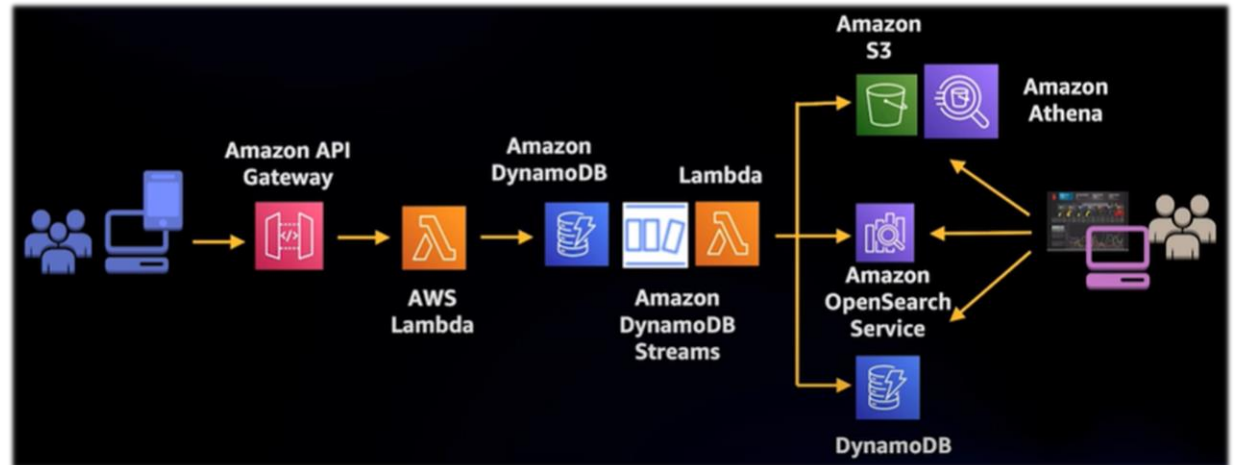 Amazon API
Gateway
AWS
Lambda
Amazon
DynamoDB
Amazon
DynamoDB
Streams
Lambda
Amazon
S3
Amazon
Athena
Amazon
OpenSearch
Service
DynamoDB